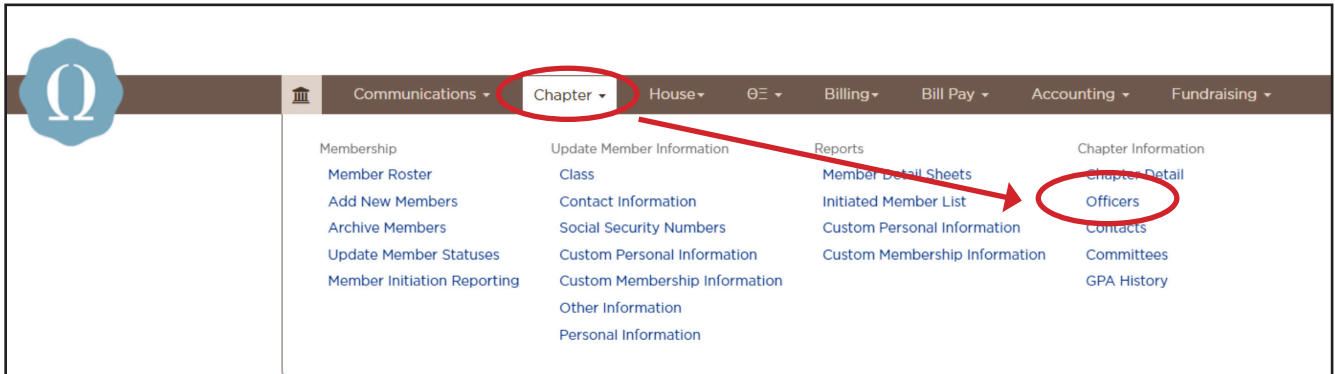 Ω
Communications Chapter House ΘΞ Billing Bill Pay Accounting Fundraising
Membership
Member Roster
Add New Members
Archive Members
Update Member Statuses
Member Initiation Reporting
Update Member Information
Class
Contact Information
Social Security Numbers
Custom Personal Information
Custom Membership Information
Other Information
Personal Information
Reports
Member Detail Sheets
Initiated Member List
Custom Personal Information
Custom Membership Information
Chapter Information
Chapter Detail
Officers
Contacts
Committees
GPA History